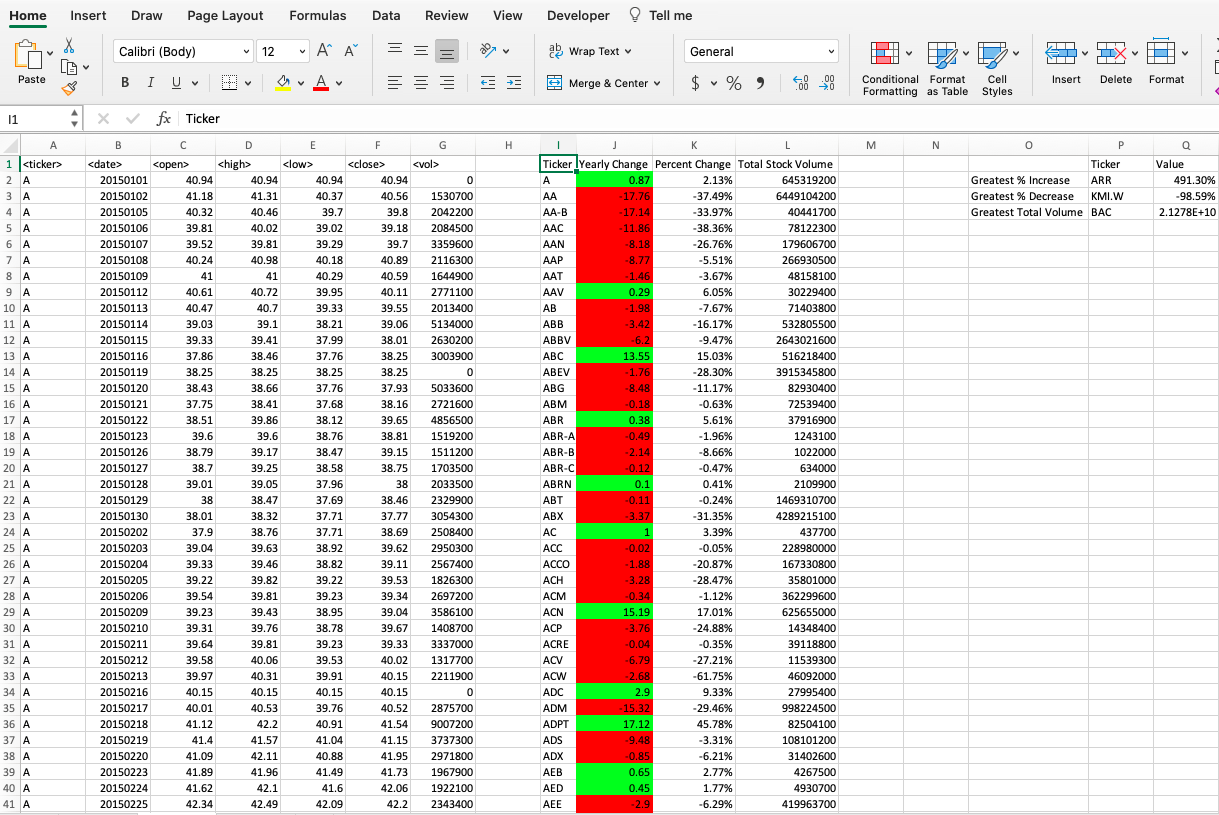 Home Insert Draw Page Layout Formulas Data Review View Developer Tell me
Calibri (Body) 12 A A Wrap Text General
Paste B I U A Merge & Center $ % Conditional Formatting Format as Table Cell Styles Insert Delete Format
I1 fx Ticker
A B C D E F G H I J K L M N O P Q
1 <ticker> <date> <open> <high> <low> <close> <vol> Ticker Yearly Change Percent Change Total Stock Volume Ticker Value
2 A 20150101 40.94 40.94 40.94 40.94 0 A 0.87 2.13% 645319200 Greatest % Increase ARR 491.30%
3 A 20150102 41.18 41.31 40.37 40.56 1530700 AA -17.76 -37.49% 6449104200 Greatest % Decrease KMI.W -98.59%
4 A 20150105 40.32 40.46 39.7 39.8 2042200 AA-B -17.14 -33.97% 40441700 Greatest Total Volume BAC 2.1278E+10
5 A 20150106 39.81 40.02 39.02 39.18 2084500 AAC -11.86 -38.36% 78122300
6 A 20150107 39.52 39.81 39.29 39.7 3359600 AAN -8.18 -26.76% 179606700
7 A 20150108 40.24 40.98 40.18 40.89 2116300 AAP -8.77 -5.51% 266930500
8 A 20150109 41 41 40.29 40.59 1644900 AAT -1.46 -3.67% 48158100
9 A 20150112 40.61 40.72 39.95 40.11 2771100 AAV 0.29 6.05% 30229400
10 A 20150113 40.47 40.7 39.33 39.55 2013400 AB -1.98 -7.67% 71403800
11 A 20150114 39.03 39.1 38.21 39.06 5134000 ABB -3.42 -16.17% 532805500
12 A 20150115 39.33 39.41 37.99 38.01 2630200 ABBV -6.2 -9.47% 2643021600
13 A 20150116 37.86 38.46 37.76 38.25 3003900 ABC 13.55 15.03% 516218400
14 A 20150119 38.25 38.25 38.25 38.25 0 ABEV -1.76 -28.30% 3915345800
15 A 20150120 38.43 38.66 37.76 37.93 5033600 ABG -8.48 -11.17% 82930400
16 A 20150121 37.75 38.41 37.68 38.16 2721600 ABM -0.18 -0.63% 72539400
17 A 20150122 38.51 39.86 38.12 39.65 4856500 ABR 0.38 5.61% 37916900
18 A 20150123 39.6 39.6 38.76 38.81 1519200 ABR-A -0.49 -1.96% 1243100
19 A 20150126 38.79 39.17 38.47 39.15 1511200 ABR-B -2.14 -8.66% 1022000
20 A 20150127 38.7 39.25 38.58 38.75 1703500 ABR-C -0.12 -0.47% 634000
21 A 20150128 39.01 39.05 37.96 38 2033500 ABRN 0.1 0.41% 2109900
22 A 20150129 38 38.47 37.69 38.46 2329900 ABT -0.11 -0.24% 1469310700
23 A 20150130 38.01 38.32 37.71 37.77 3054300 ABX -3.37 -31.35% 4289215100
24 A 20150202 37.9 38.76 37.71 38.69 2508400 AC 1 3.39% 437700
25 A 20150203 39.04 39.63 38.92 39.62 2950300 ACC -0.02 -0.05% 228980000
26 A 20150204 39.33 39.46 38.82 39.11 2567400 ACCO -1.88 -20.87% 167330800
27 A 20150205 39.22 39.82 39.22 39.53 1826300 ACH -3.28 -28.47% 35801000
28 A 20150206 39.54 39.81 39.23 39.34 2697200 ACM -0.34 -1.12% 362299600
29 A 20150209 39.23 39.43 38.95 39.04 3586100 ACN 15.19 17.01% 625655000
30 A 20150210 39.31 39.76 38.78 39.67 1408700 ACP -3.76 -24.88% 14348400
31 A 20150211 39.64 39.81 39.23 39.33 3337000 ACRE -0.04 -0.35% 39118800
32 A 20150212 39.58 40.06 39.53 40.02 1317700 ACV -6.79 -27.21% 11539300
33 A 20150213 39.97 40.31 39.91 40.15 2211900 ACW -2.68 -61.75% 46092000
34 A 20150216 40.15 40.15 40.15 40.15 0 ADC 2.9 9.33% 27995400
35 A 20150217 40.01 40.53 39.76 40.52 2875700 ADM -15.32 -29.46% 998224500
36 A 20150218 41.12 42.2 40.91 41.54 9007200 ADPT 17.12 45.78% 82504100
37 A 20150219 41.4 41.57 41.04 41.15 3737300 ADS -9.48 -3.31% 108101200
38 A 20150220 41.09 42.11 40.88 41.95 2971800 ADX -0.85 -6.21% 31402600
39 A 20150223 41.89 41.96 41.49 41.73 1967900 AEB 0.65 2.77% 4267500
40 A 20150224 41.62 42.1 41.6 42.06 1922100 AED 0.45 1.77% 4930700
41 A 20150225 42.34 42.49 42.09 42.2 2343400 AEE -2.9 -6.29% 419963700